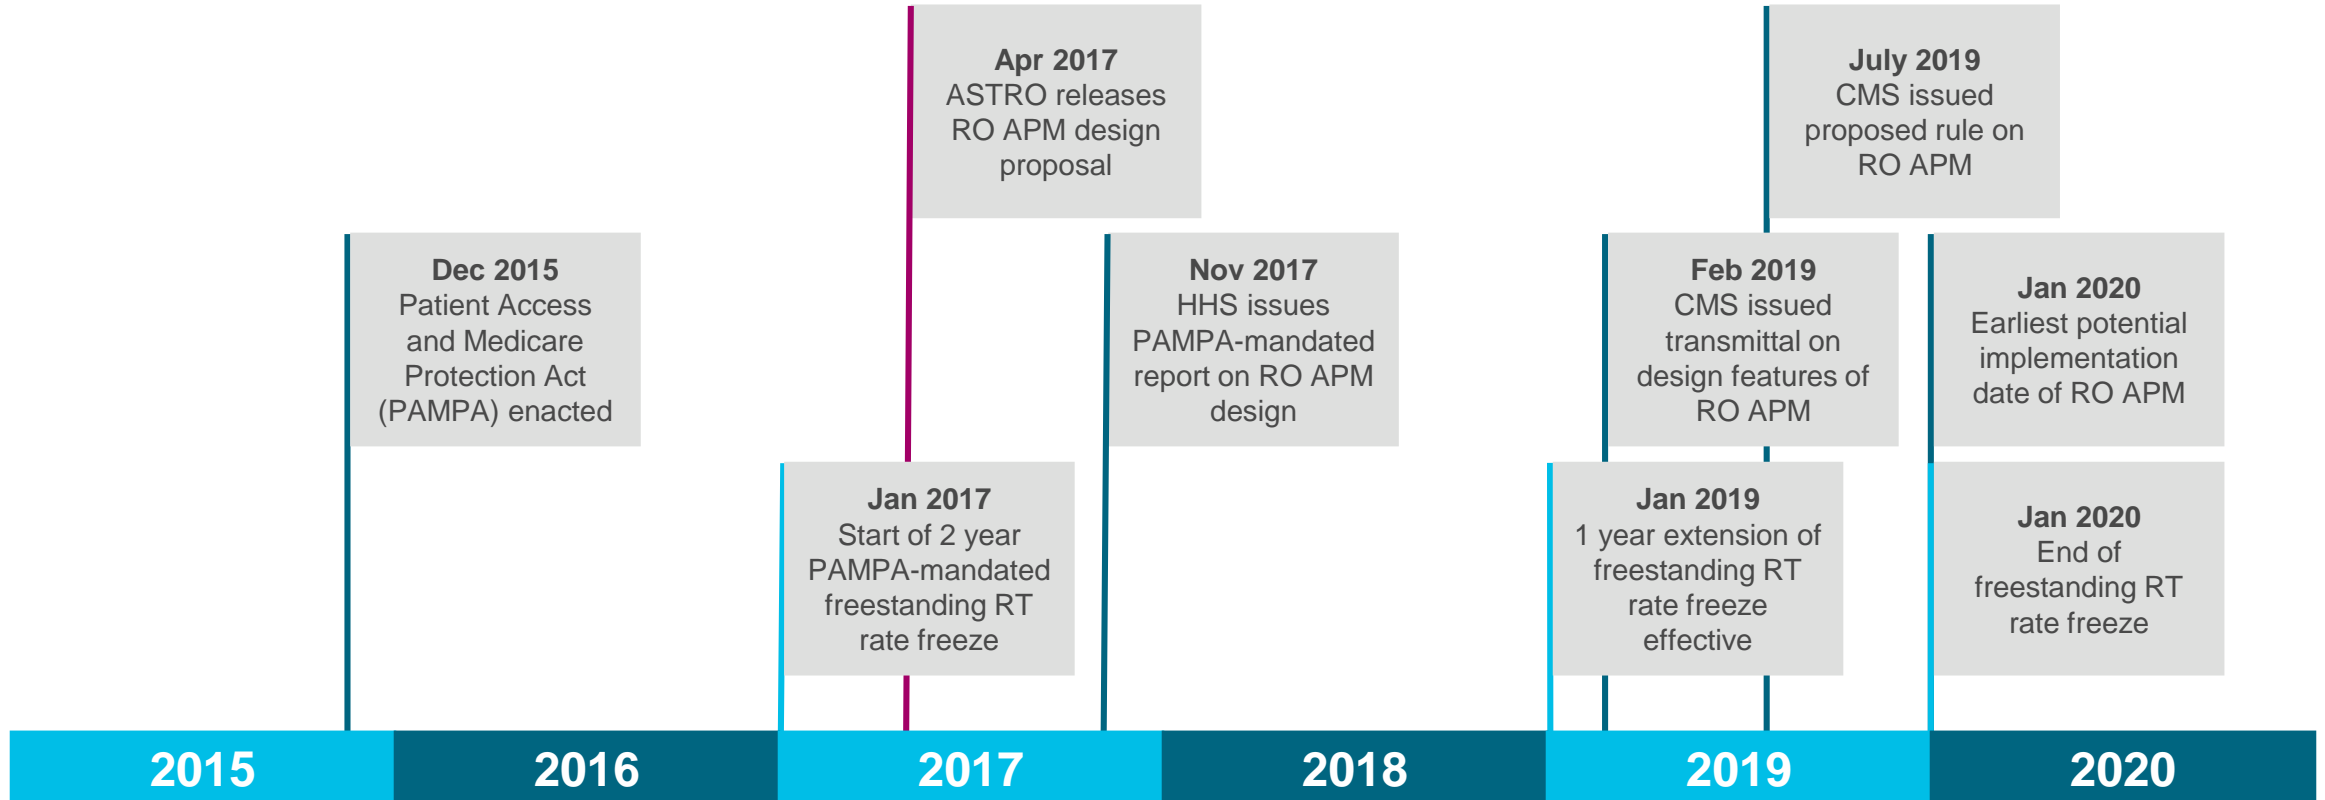 Apr 2017
ASTRO releases
RO APM design
proposal
July 2019
CMS issued
proposed rule on
RO APM
Dec 2015
Patient Access
and Medicare
Protection Act
(PAMPA) enacted
Nov 2017
HHS issues
PAMPA-mandated
report on RO APM
design
Feb 2019
CMS issued
transmittal on
design features of
RO APM
Jan 2020
Earliest potential
implementation
date of RO APM
Jan 2017
Start of 2 year
PAMPA-mandated
freestanding RT
rate freeze
Jan 2019
1 year extension of
freestanding RT
rate freeze
effective
Jan 2020
End of
freestanding RT
rate freeze
2015
2016
2017
2018
2019
2020